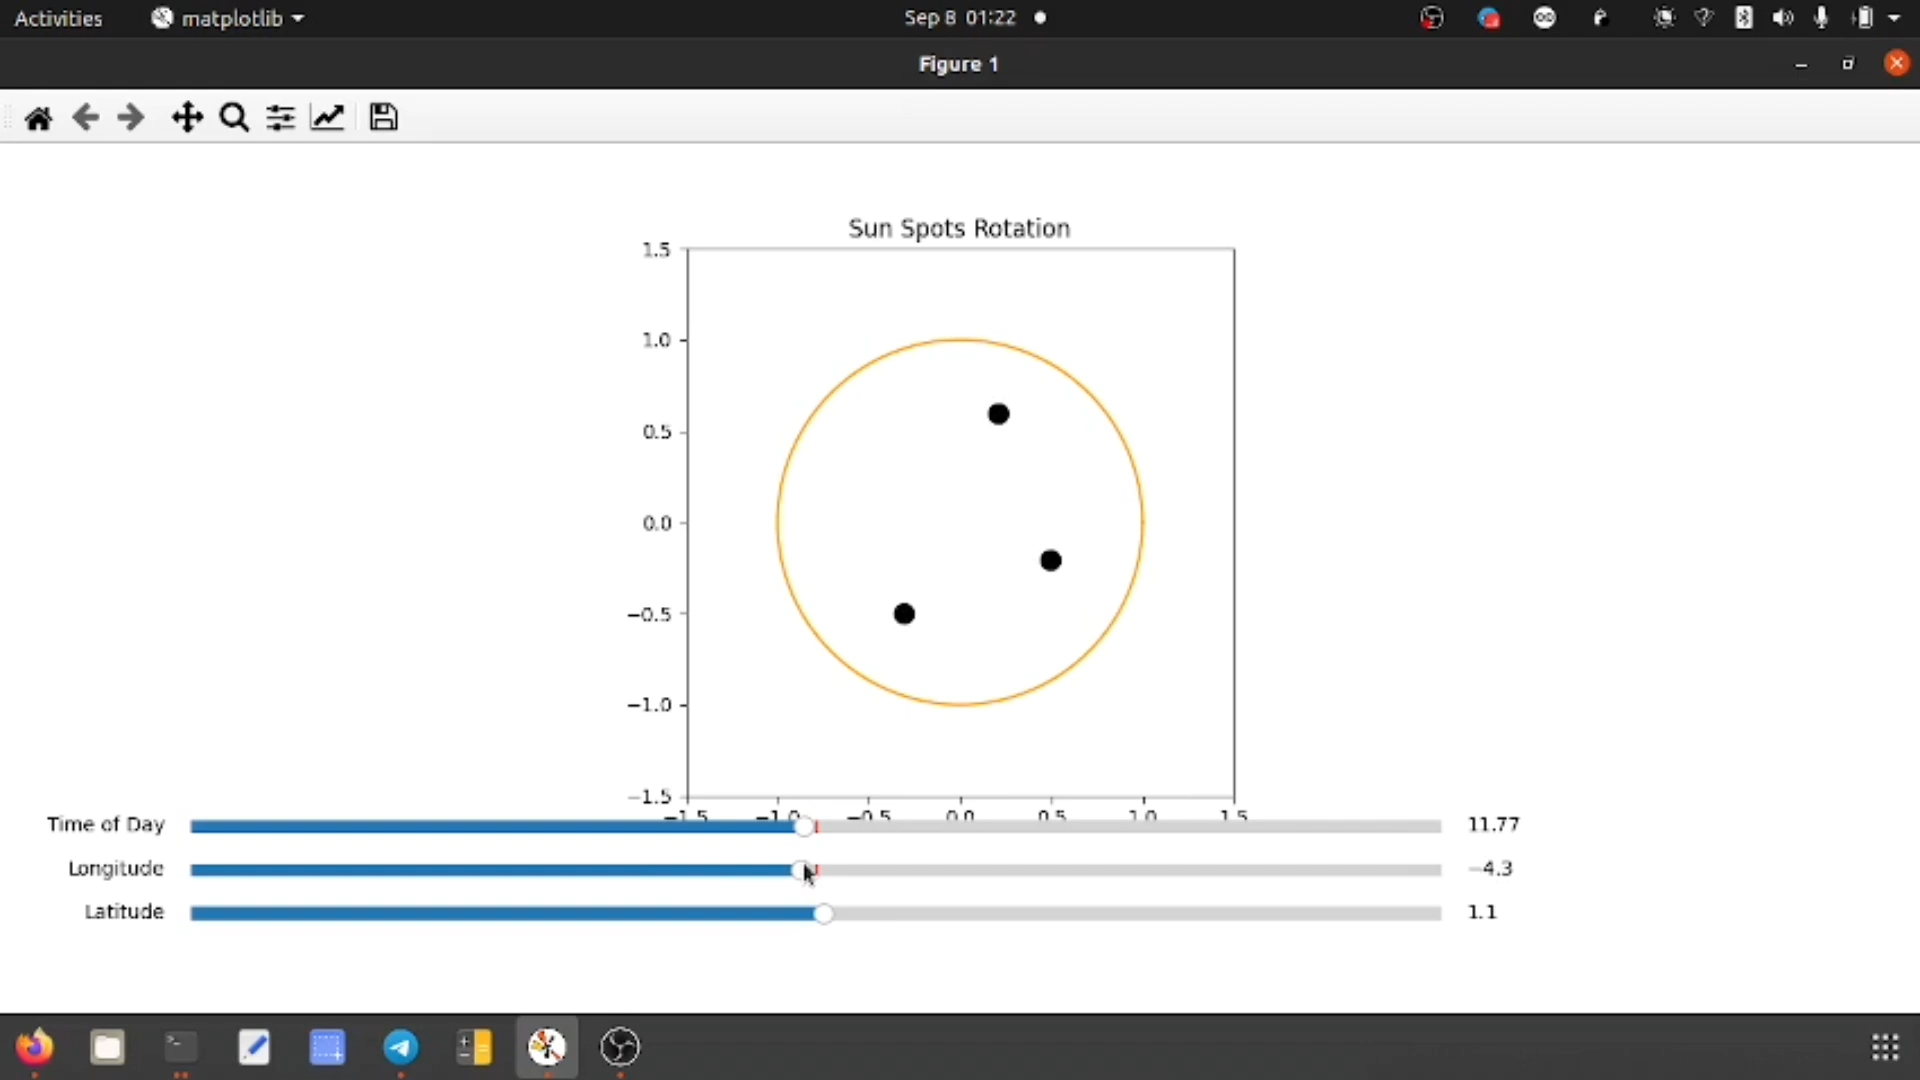 Activities
matplotlib
Sep 8 01:22
Figure 1
Sun Spots Rotation
1.5
1.0
0.5
0.0
−0.5
−1.0
−1.5
−1.5 −1.0 −0.5 0.0 0.5 1.0 1.5
Time of Day 11.77
Longitude −4.3
Latitude 1.1